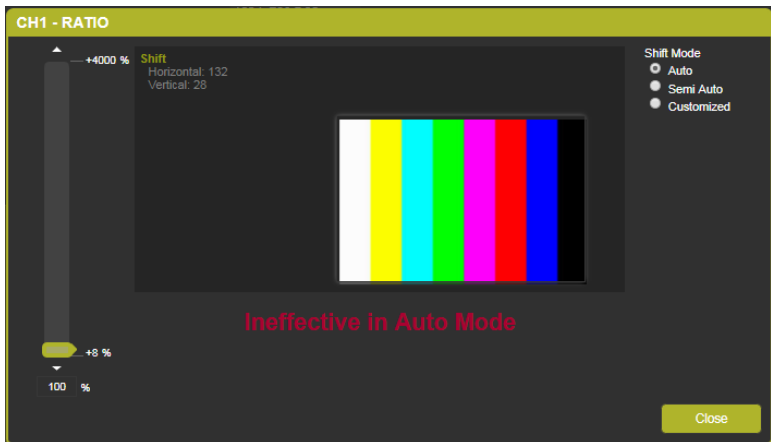 CH1 - RATIO
+4000 %
Shift
Horizontal: 132
Vertical: 28
Shift Mode
Auto
Semi Auto
Customized
Ineffective in Auto Mode
+8 %
100 %
Close